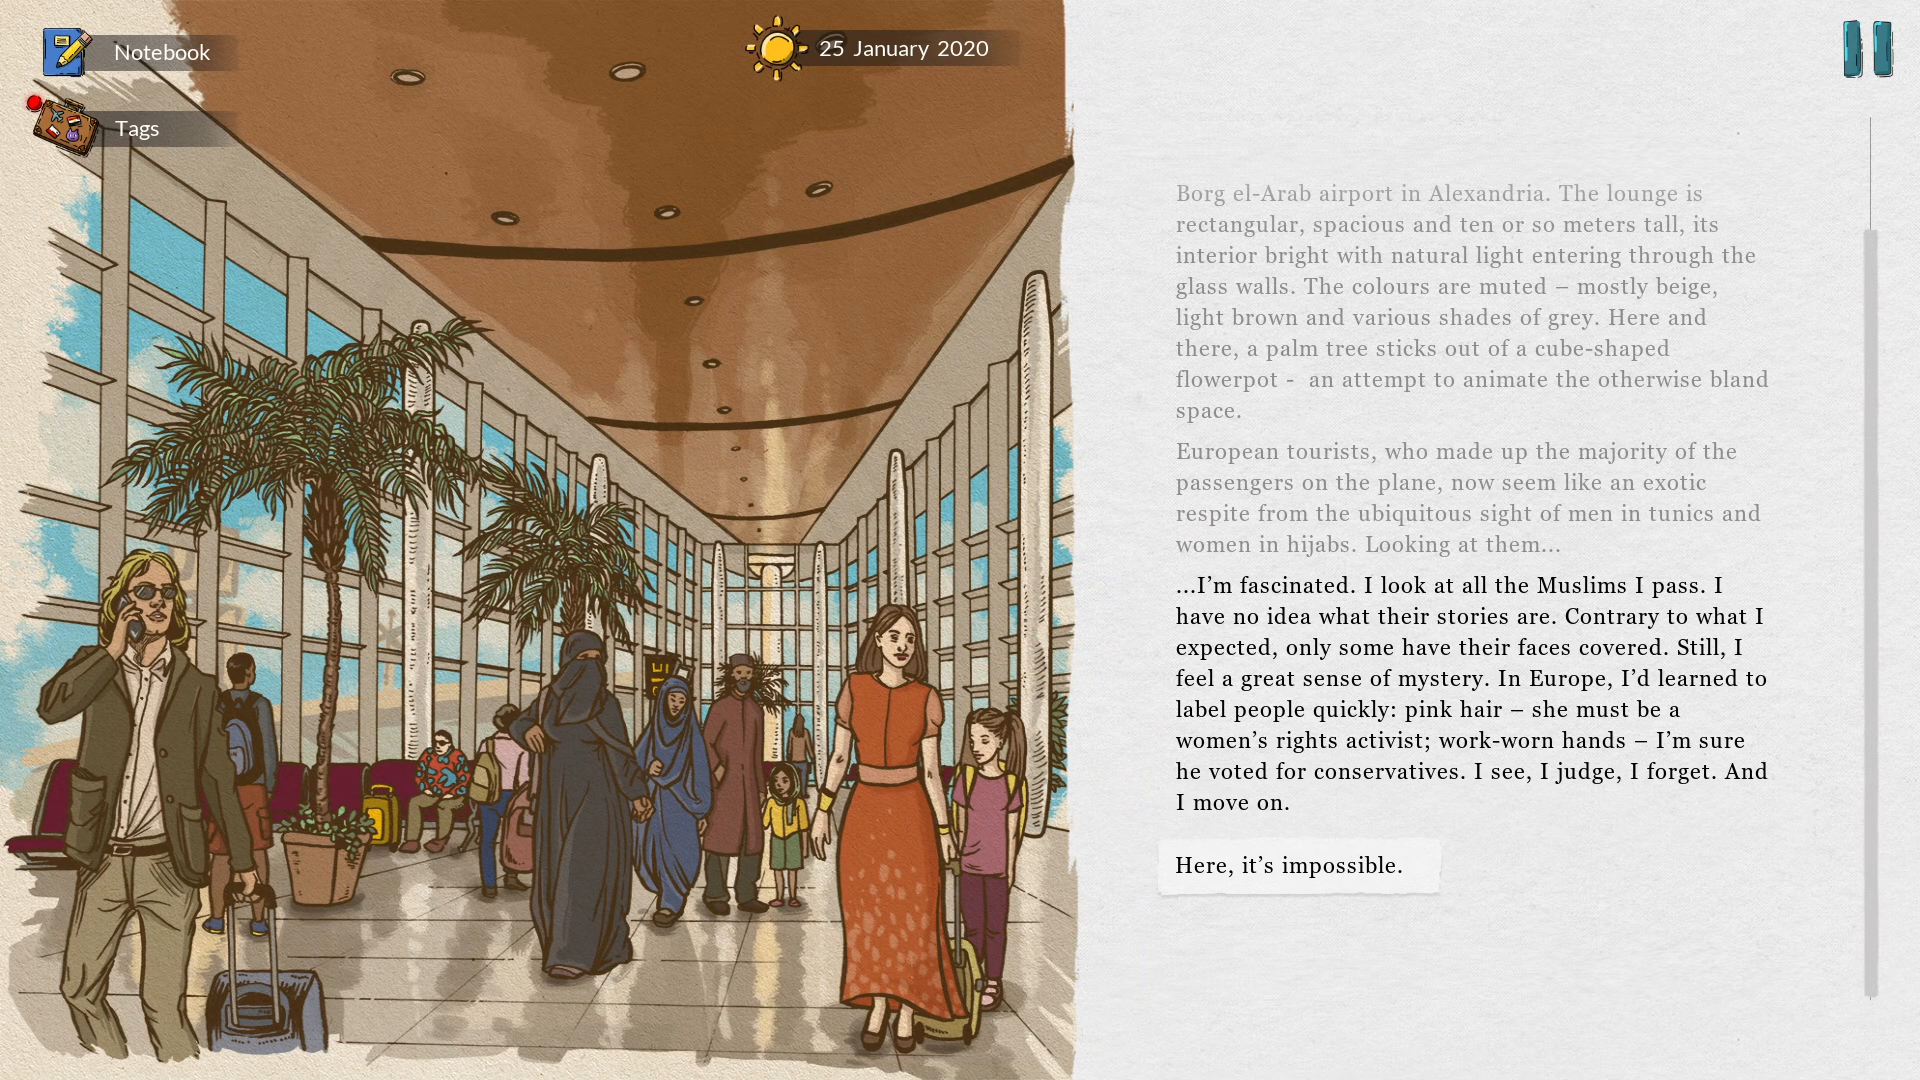 Notebook
Tags
25 January 2020
Borg el-Arab airport in Alexandria. The lounge is
rectangular, spacious and ten or so meters tall, its
interior bright with natural light entering through the
glass walls. The colours are muted – mostly beige,
light brown and various shades of grey. Here and
there, a palm tree sticks out of a cube-shaped
flowerpot -  an attempt to animate the otherwise bland
space.
European tourists, who made up the majority of the
passengers on the plane, now seem like an exotic
respite from the ubiquitous sight of men in tunics and
women in hijabs. Looking at them...
...I’m fascinated. I look at all the Muslims I pass. I
have no idea what their stories are. Contrary to what I
expected, only some have their faces covered. Still, I
feel a great sense of mystery. In Europe, I’d learned to
label people quickly: pink hair – she must be a
women’s rights activist; work-worn hands – I’m sure
he voted for conservatives. I see, I judge, I forget. And
I move on.
Here, it’s impossible.